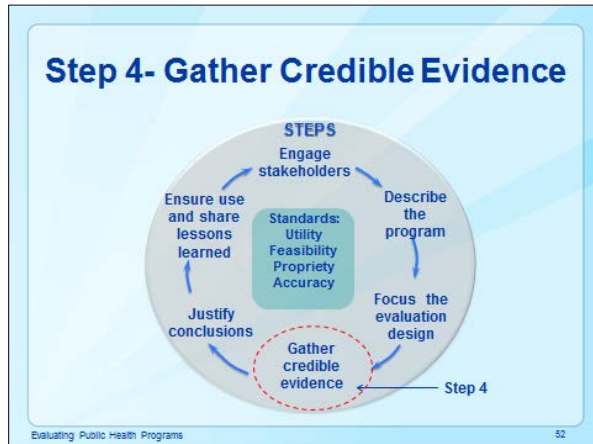 Step 4- Gather Credible Evidence
STEPS
Engage
stakeholders
Describe
the
program
Focus the
evaluation
design
Gather
credible
evidence
Step 4
Justify
conclusions
Ensure use
and share
lessons
learned
Standards:
Utility
Feasibility
Propriety
Accuracy
Evaluating Public Health Programs
52